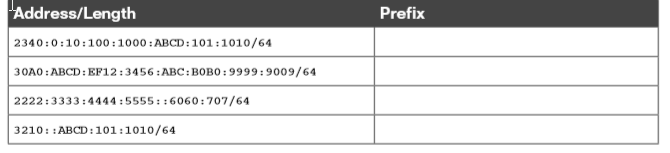 Address/Length Prefix
2340:0:10:100:1000:ABCD:101:1010/64
30A0:ABCD:EF12:3456:ABC:B0B0:9999:9009/64
2222:3333:4444:5555::6060:707/64
3210::ABCD:101:1010/64